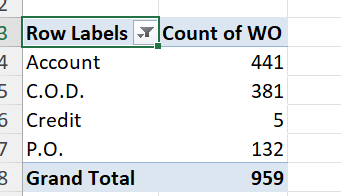 2
3 Row Labels Count of WO
4 Account 441
5 C.O.D. 381
6 Credit 5
7 P.O. 132
8 Grand Total 959